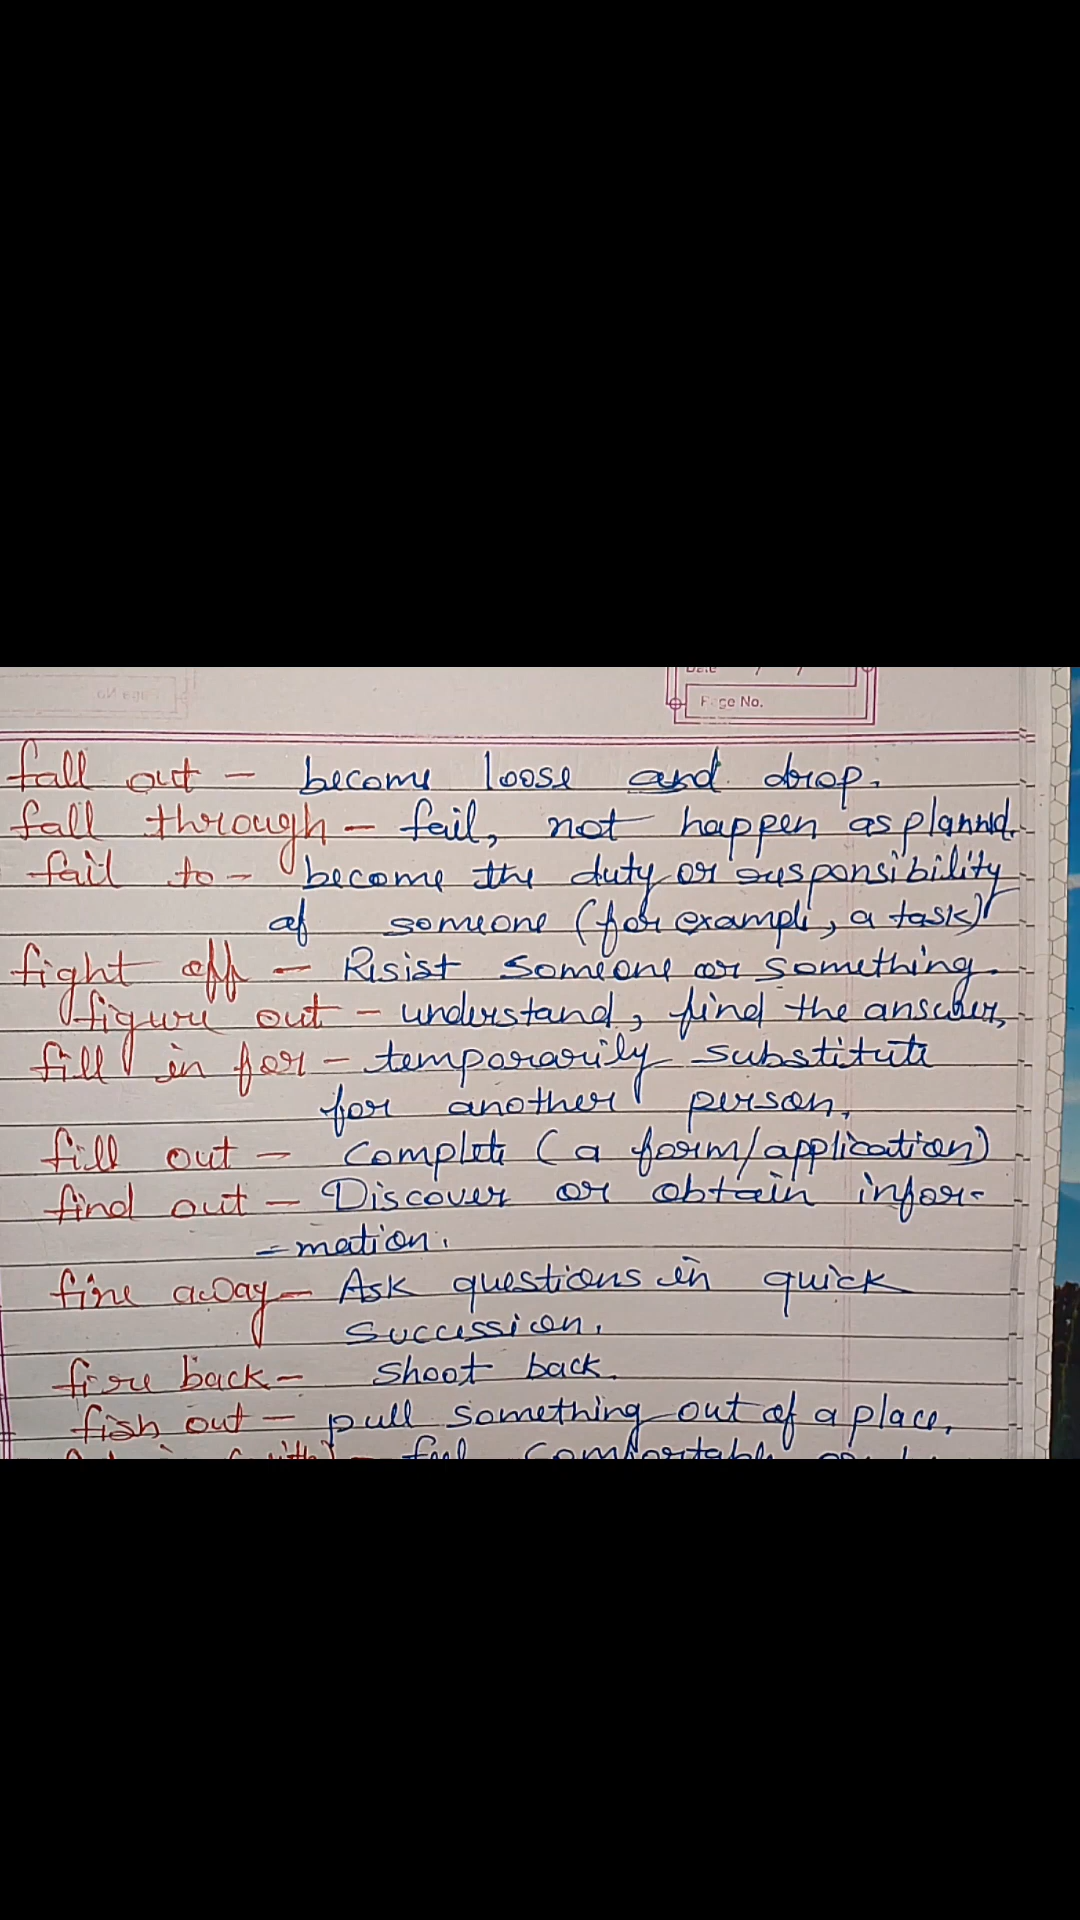 Page No.
fall out - become loose and drop.
fall through - fail, not happen as planned.
fail to - become the duty or responsibility
of someone (for example, a task)
fight off - Resist someone or something.
figure out - understand, find the answer,
fill in for - temporarily substitute
for another person.
fill out - Complete (a form/application)
find out - Discover or obtain infor-
=mation.
fire away - Ask questions in quick
succession.
fire back - Shoot back.
fish out - pull something out of a place,
feel comfortable